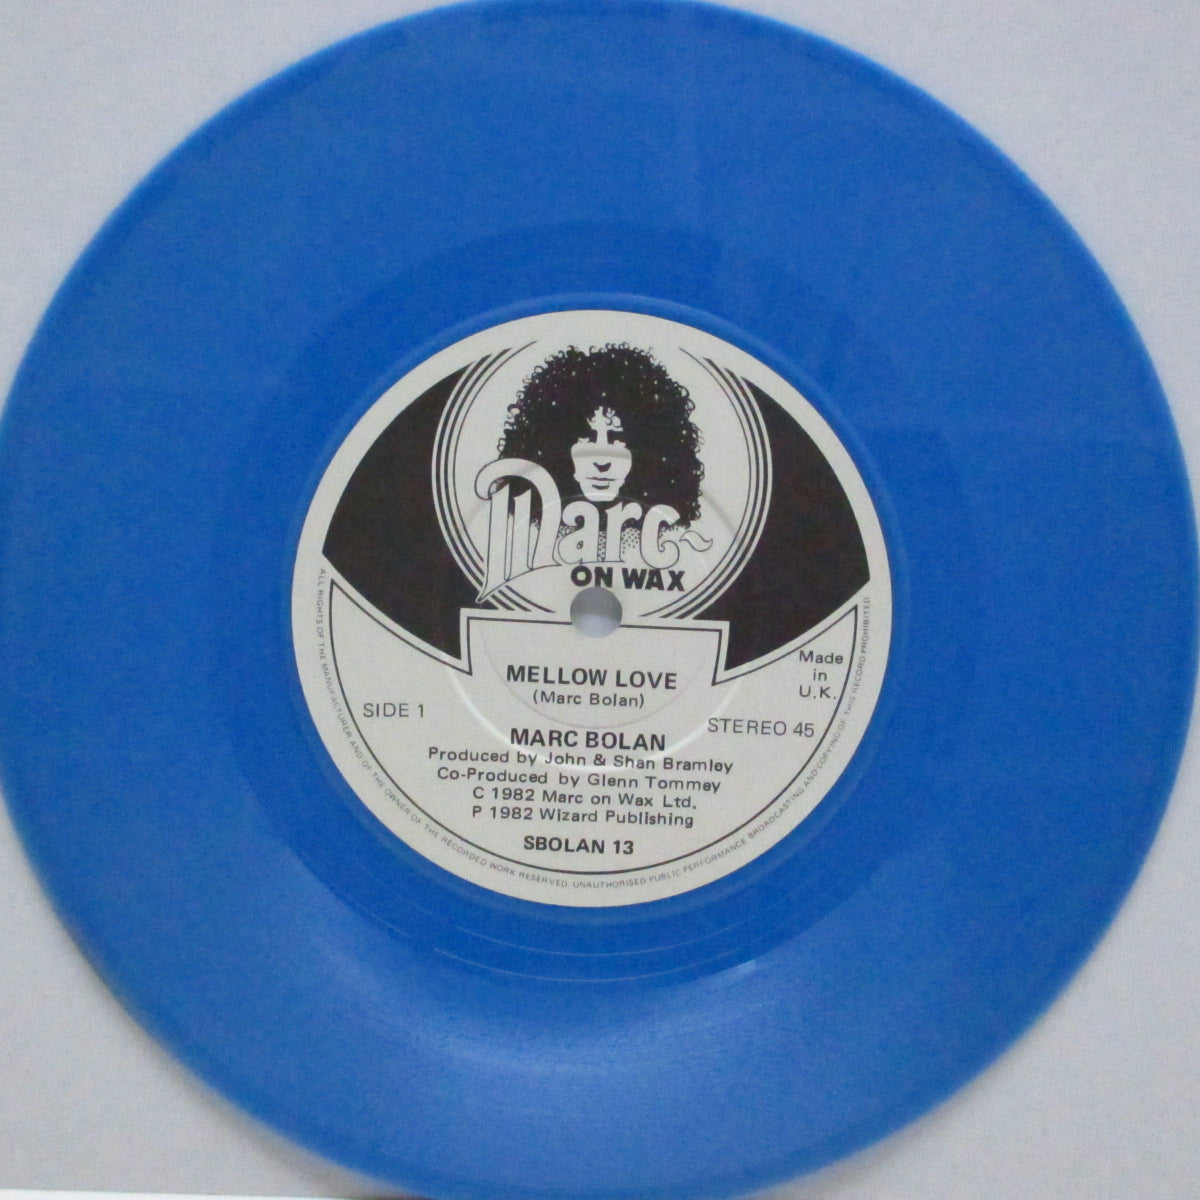 Marc
ON WAX
MELLOW LOVE
(Marc Bolan)
SIDE 1
Made
in
U.K.
STEREO 45
MARC BOLAN
Produced by John & Shan Bramley
Co-Produced by Glenn Tommey
C 1982 Marc on Wax Ltd.
P 1982 Wizard Publishing
SBOLAN 13
ALL RIGHTS OF THE MANUFACTURER AND OF THE OWNER OF THE RECORDED WORK RESERVED. UNAUTHORISED PUBLIC PERFORMANCE BROADCASTING AND COPYING OF THIS RECORD PROHIBITED